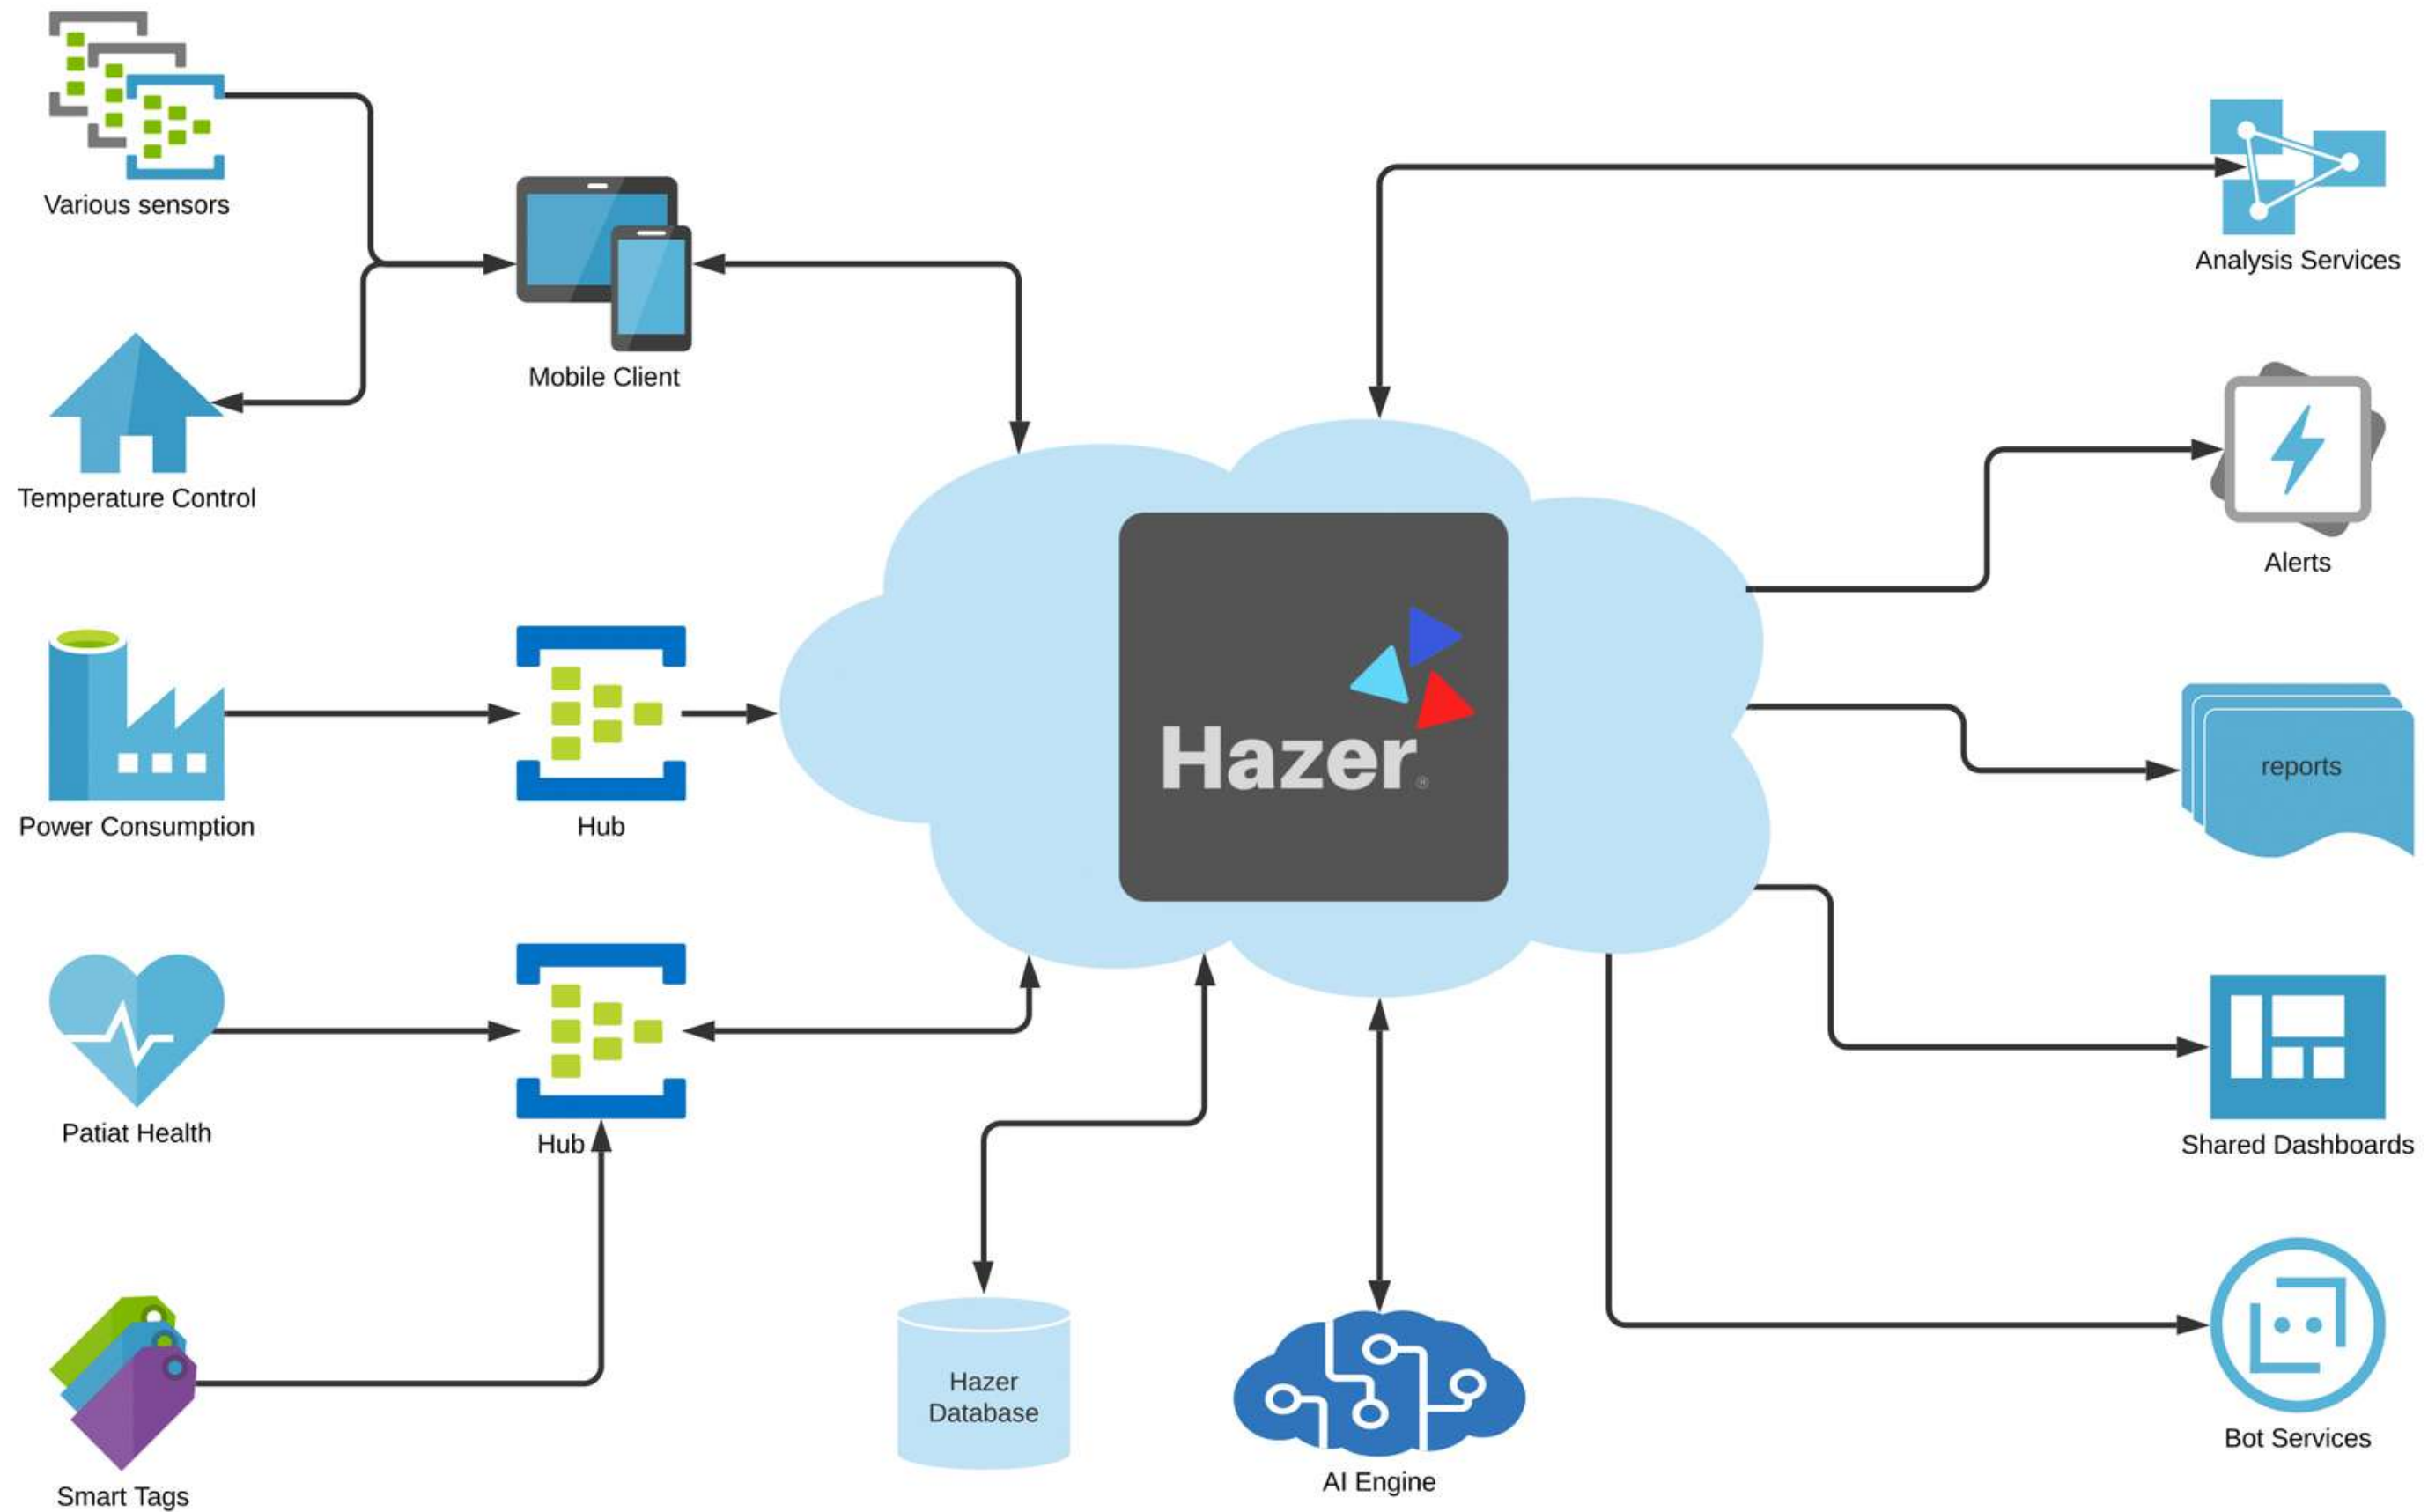 Various sensors
Analysis Services
Mobile Client
Temperature Control
Alerts
Hazer®
reports
Power Consumption
Hub
Patiat Health
Hub
Shared Dashboards
Hazer
Database
AI Engine
Bot Services
Smart Tags